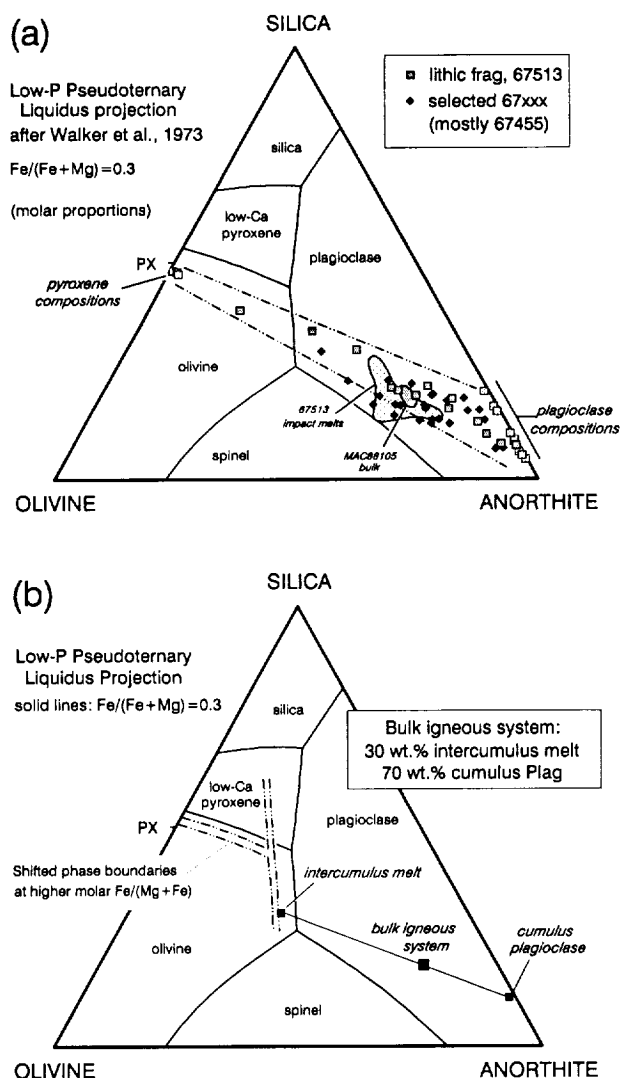 (a)
SILICA
Low-P Pseudoternary
Liquidus projection
after Walker et al., 1973
Fe/(Fe+Mg)=0.3
(molar proportions)
lithic frag, 67513
selected 67xxx
(mostly 67455)
silica
low-Ca
pyroxene
plagioclase
PX
pyroxene
compositions
olivine
67513
impact melts
MAC88105
bulk
plagioclase
compositions
spinel
OLIVINE
ANORTHITE
(b)
SILICA
Low-P Pseudoternary
Liquidus Projection
solid lines: Fe/(Fe+Mg)=0.3
silica
Bulk igneous system:
30 wt.% intercumulus melt
70 wt.% cumulus Plag
low-Ca
pyroxene
plagioclase
PX
Shifted phase boundaries
at higher molar Fe/(Mg+Fe)
intercumulus melt
olivine
bulk igneous
system
cumulus
plagioclase
spinel
OLIVINE
ANORTHITE